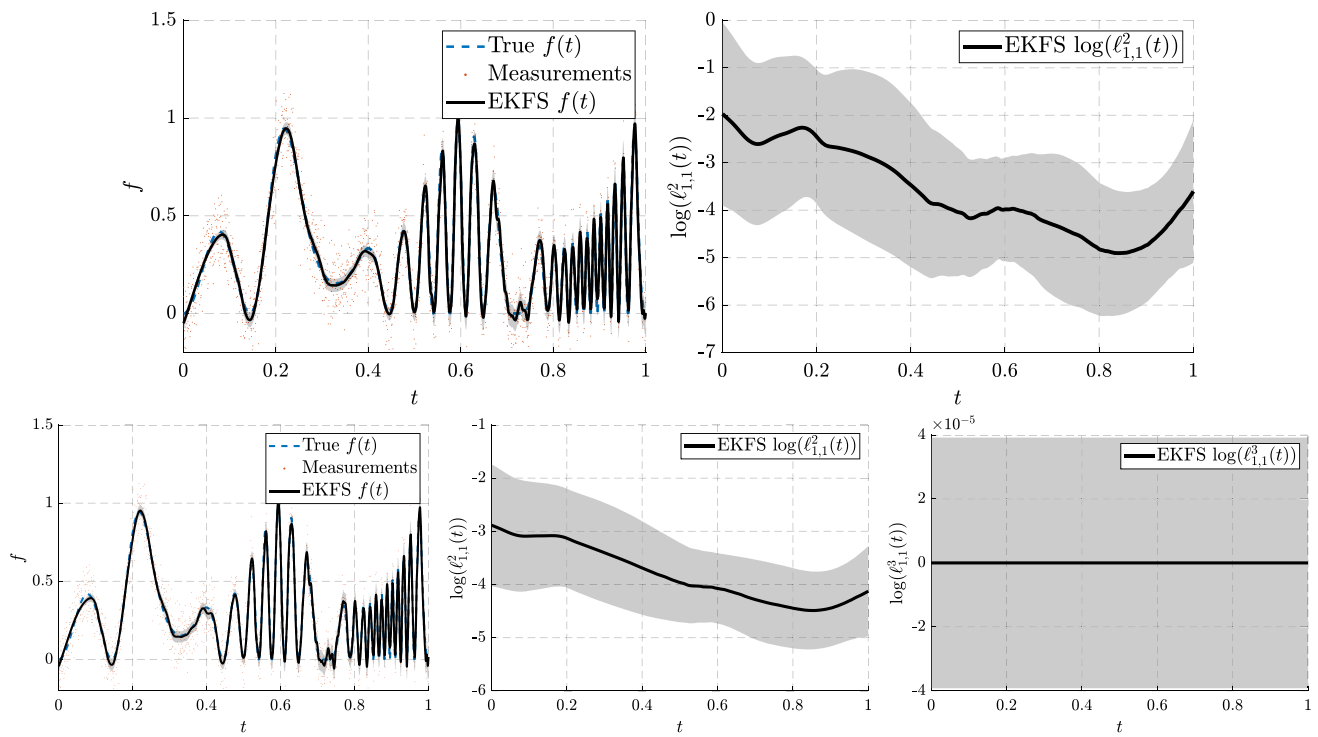 1.5
1
0.5
0
f
True f(t)
Measurements
EKFS f(t)
0 0.2 0.4 0.6 0.8 1
t
0
-1
-2
-3
-4
-5
-6
-7
log(ℓ²₁,₁(t))
EKFS log(ℓ²₁,₁(t))
0 0.2 0.4 0.6 0.8 1
t
1.5
1
0.5
0
f
True f(t)
Measurements
EKFS f(t)
0 0.2 0.4 0.6 0.8 1
t
-1
-2
-3
-4
-5
-6
log(ℓ²₁,₁(t))
EKFS log(ℓ²₁,₁(t))
0 0.2 0.4 0.6 0.8 1
t
×10⁻⁵
4
2
0
-2
-4
log(ℓ³₁,₁(t))
EKFS log(ℓ³₁,₁(t))
0 0.2 0.4 0.6 0.8 1
t